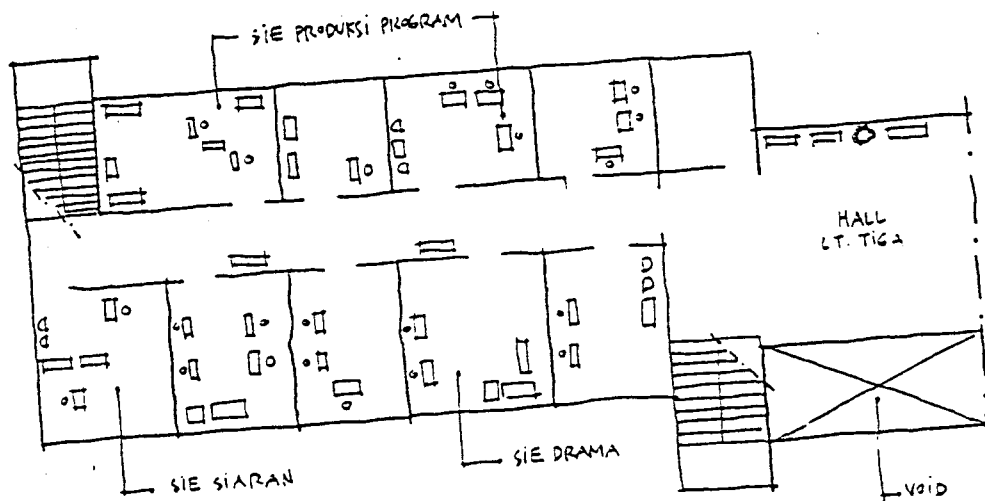 SIE PRODUKSI PROGRAM
HALL
LT. TIGA
SIE SIARAN
SIE DRAMA
VOID